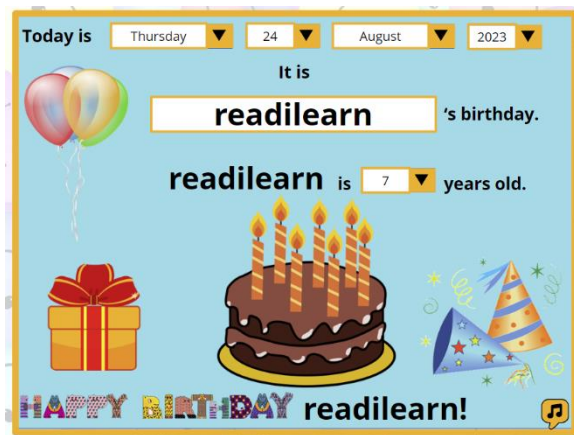 Today is Thursday 24 August 2023
It is
readilearn 's birthday.
readilearn is 7 years old.
HAPPY BIRTHDAY readilearn!